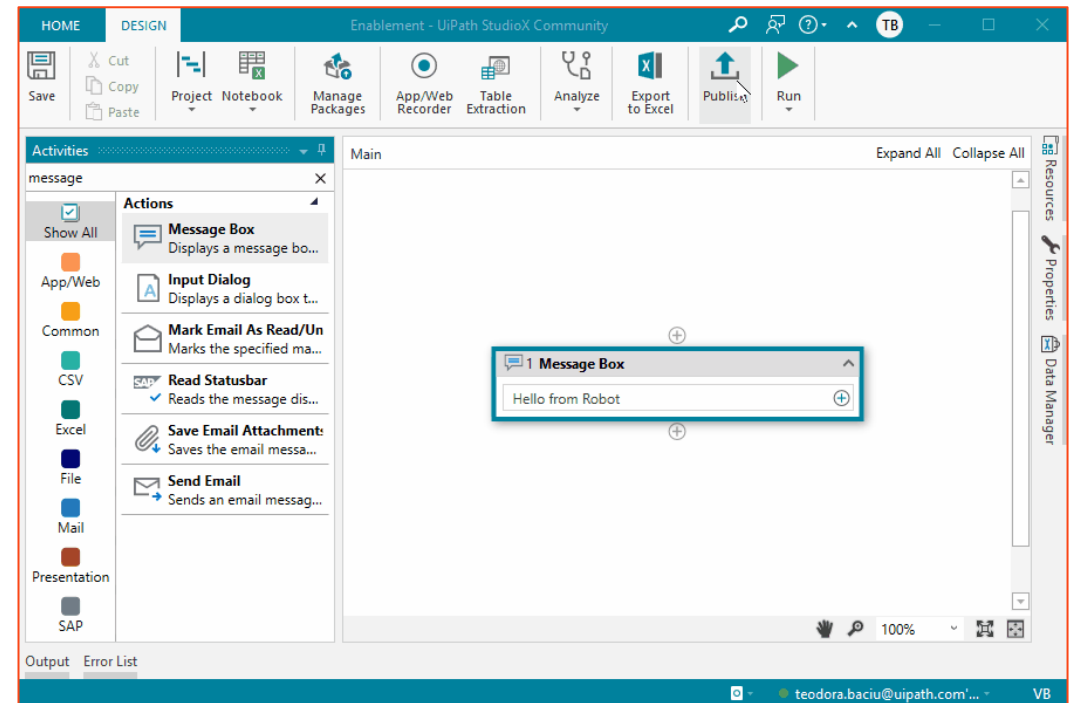 HOME DESIGN Enablement - UiPath StudioX Community TB
Save
Cut
Copy
Paste
Project
Notebook
Manage Packages
App/Web Recorder
Table Extraction
Analyze
Export to Excel
Publish
Run
Activities
message
Show All
App/Web
Common
CSV
Excel
File
Mail
Presentation
SAP
Actions
Message Box
Displays a message bo...
Input Dialog
Displays a dialog box t...
Mark Email As Read/Un
Marks the specified ma...
SAP
Read Statusbar
Reads the message dis...
Save Email Attachments
Saves the email messa...
Send Email
Sends an email messag...
Main Expand All Collapse All
1 Message Box
Hello from Robot
100%
Resources
Properties
Data Manager
Output Error List
teodora.baciu@uipath.com'... VB